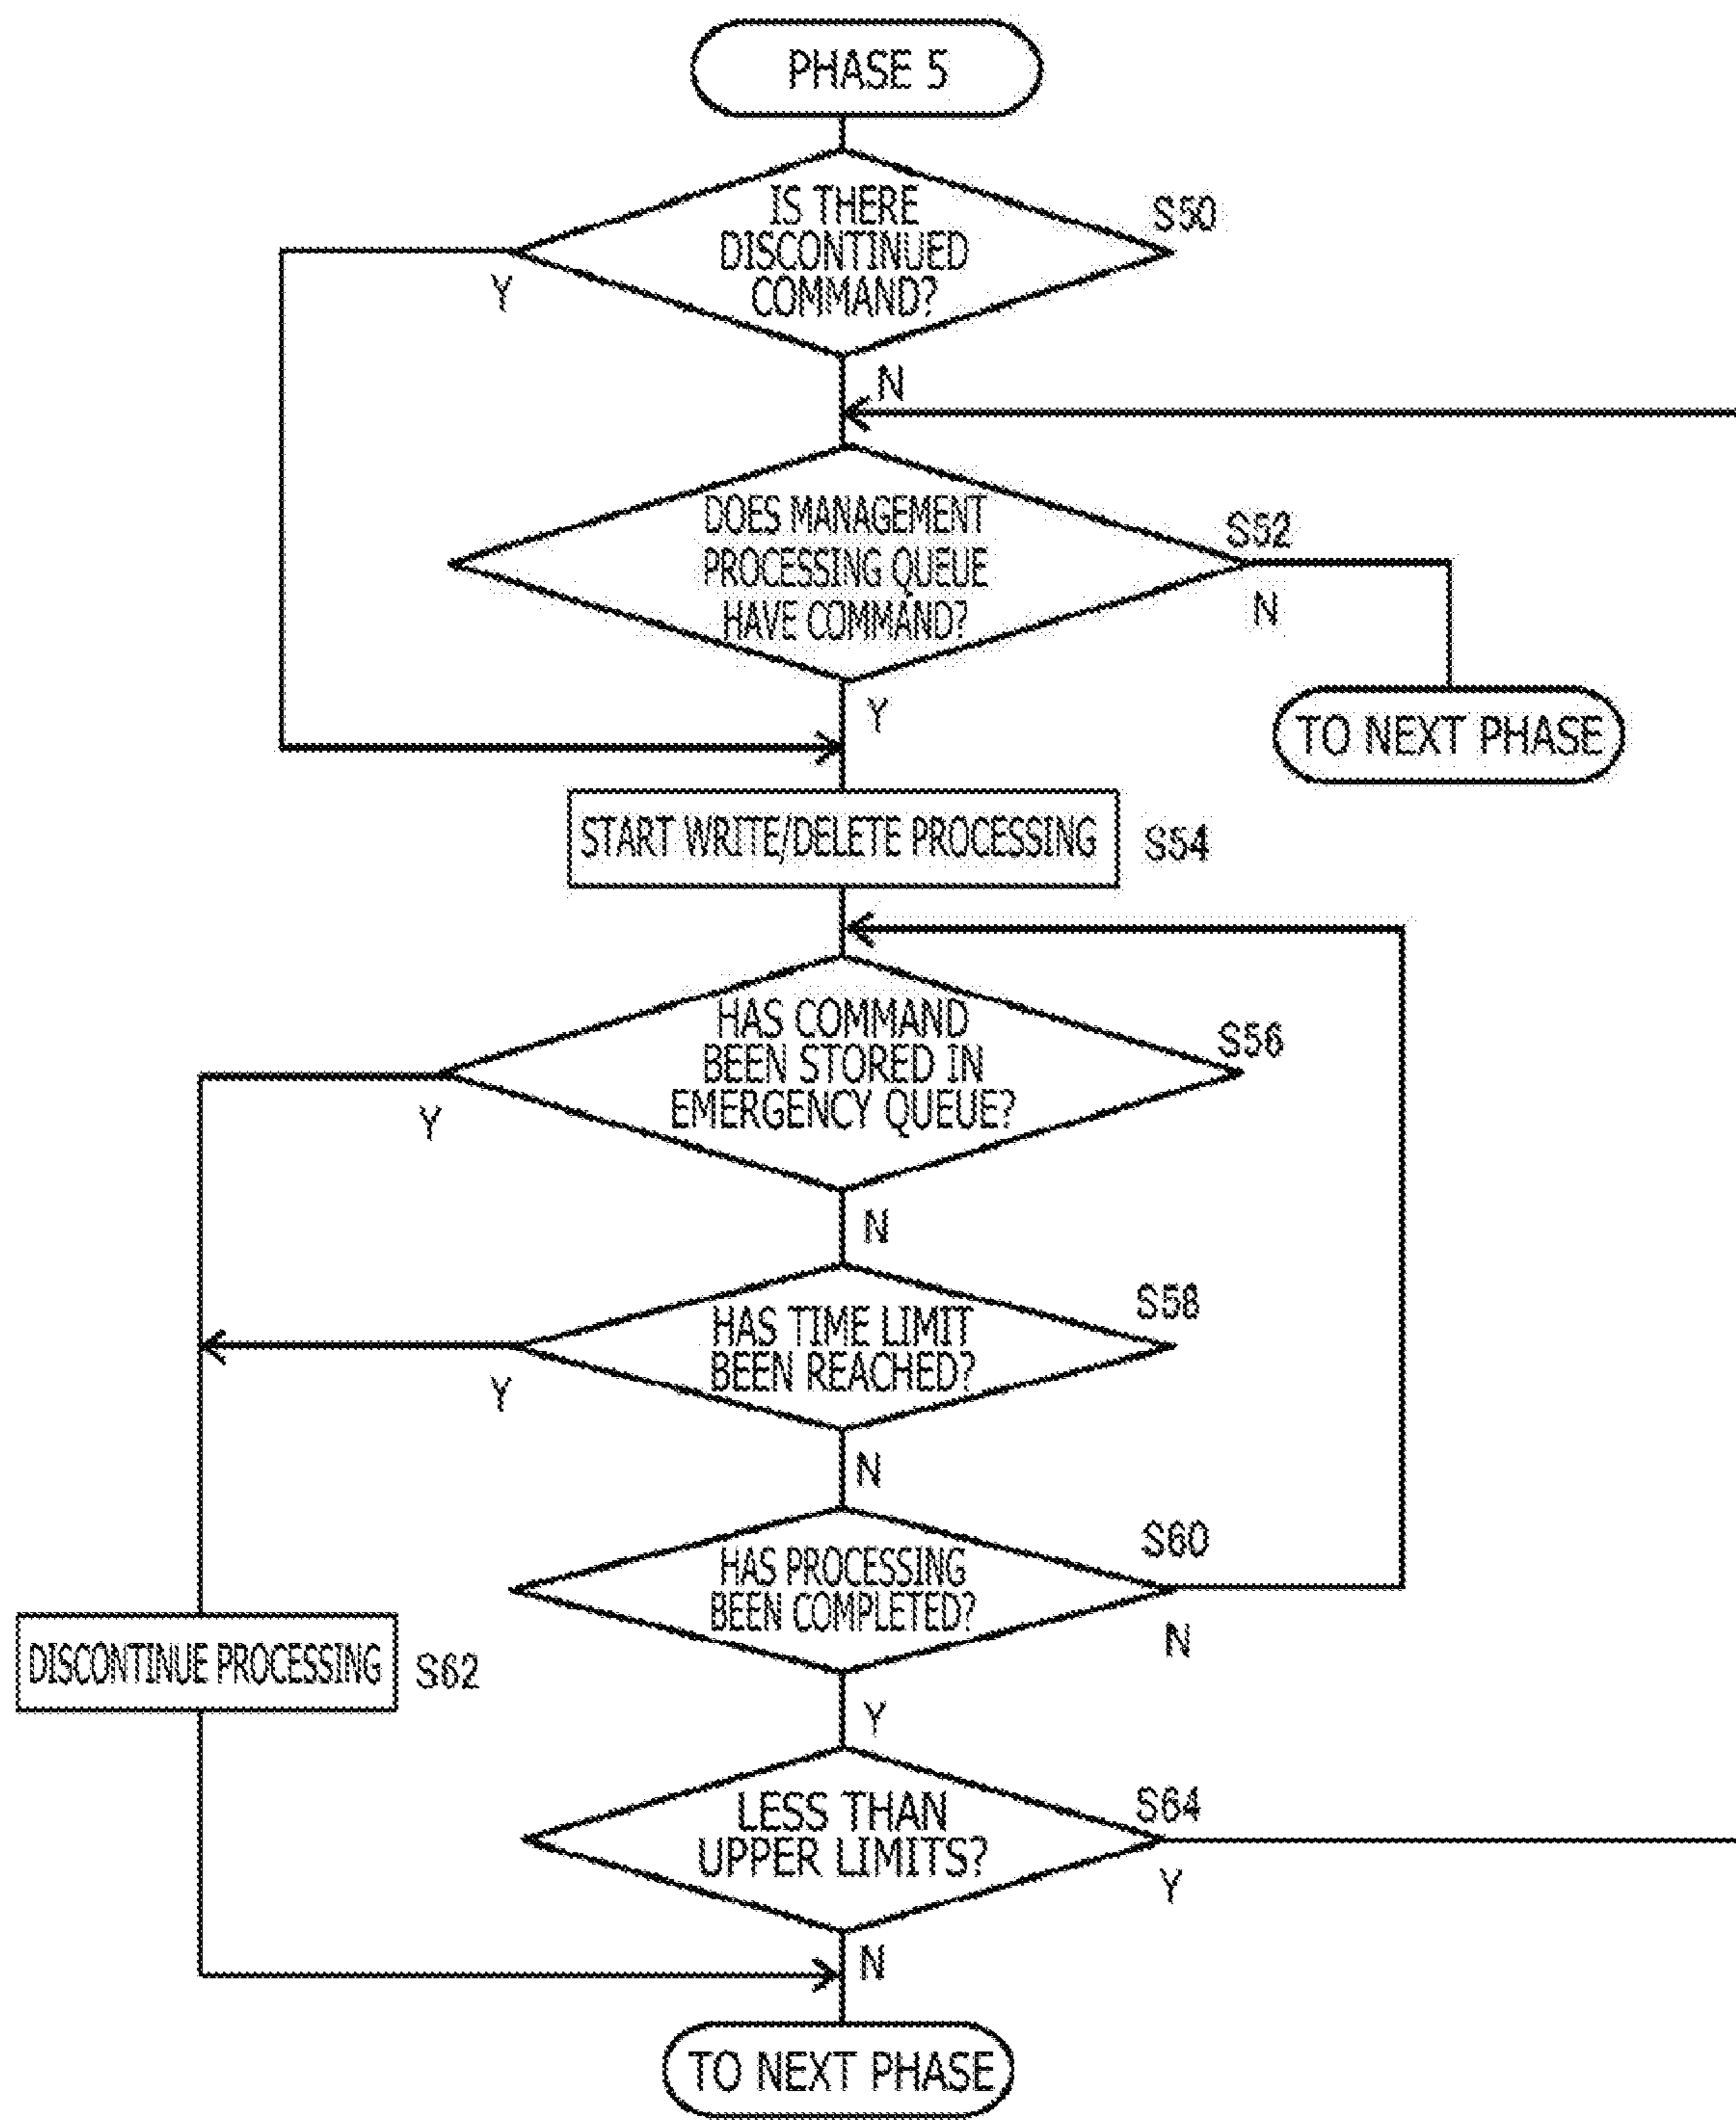 PHASE 5
IS THERE
DISCONTINUED
COMMAND?
S50
Y
N
DOES MANAGEMENT
PROCESSING QUEUE
HAVE COMMAND?
S52
N
Y
TO NEXT PHASE
START WRITE/DELETE PROCESSING
S54
HAS COMMAND
BEEN STORED IN
EMERGENCY QUEUE?
S56
Y
N
HAS TIME LIMIT
BEEN REACHED?
S58
Y
N
HAS PROCESSING
BEEN COMPLETED?
S60
N
DISCONTINUE PROCESSING
S62
Y
LESS THAN
UPPER LIMITS?
S64
Y
N
TO NEXT PHASE